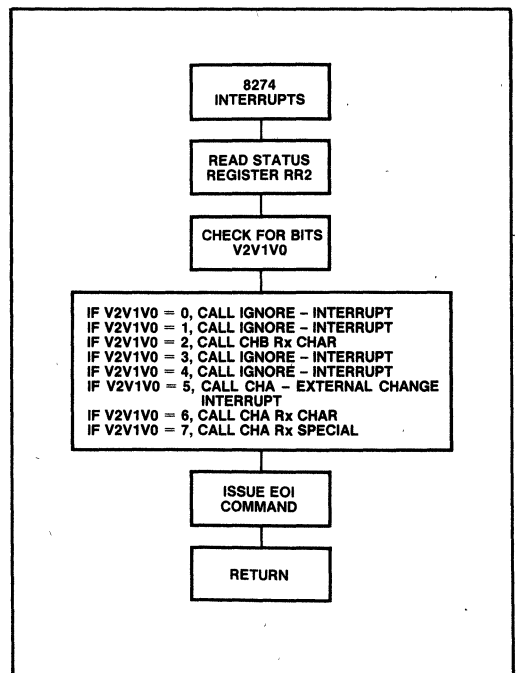 8274
INTERRUPTS
READ STATUS
REGISTER RR2
CHECK FOR BITS
V2V1V0
IF V2V1V0 = 0, CALL IGNORE – INTERRUPT
IF V2V1V0 = 1, CALL IGNORE – INTERRUPT
IF V2V1V0 = 2, CALL CHB Rx CHAR
IF V2V1V0 = 3, CALL IGNORE – INTERRUPT
IF V2V1V0 = 4, CALL IGNORE – INTERRUPT
IF V2V1V0 = 5, CALL CHA – EXTERNAL CHANGE
INTERRUPT
IF V2V1V0 = 6, CALL CHA Rx CHAR
IF V2V1V0 = 7, CALL CHA Rx SPECIAL
ISSUE EOI
COMMAND
RETURN